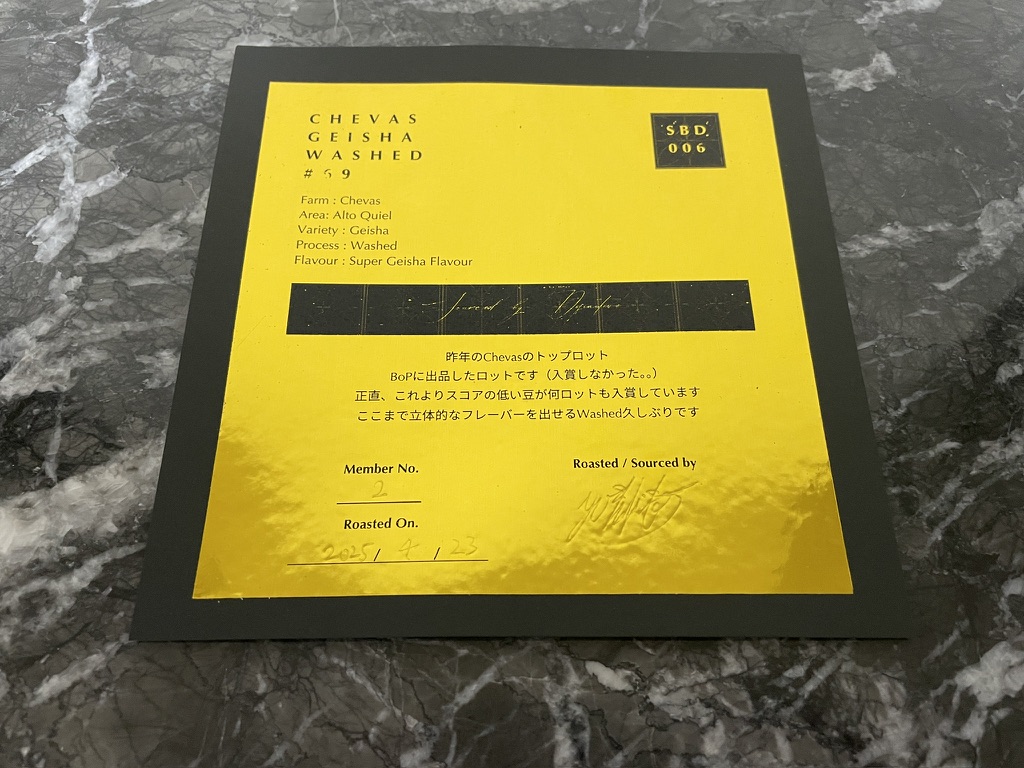 CHEVAS
GEISHA
WASHED
#69
SBD
006
Farm : Chevas
Area: Alto Quiel
Variety : Geisha
Process : Washed
Flavour : Super Geisha Flavour
昨年のChevasのトップロット
BoPに出品したロットです（入賞しなかった。。）
正直、これよりスコアの低い豆が何ロットも入賞しています
ここまで立体的なフレーバーを出せるWashed久しぶりです
Member No.
2
Roasted / Sourced by
Roasted On.
2025 / 4 / 23